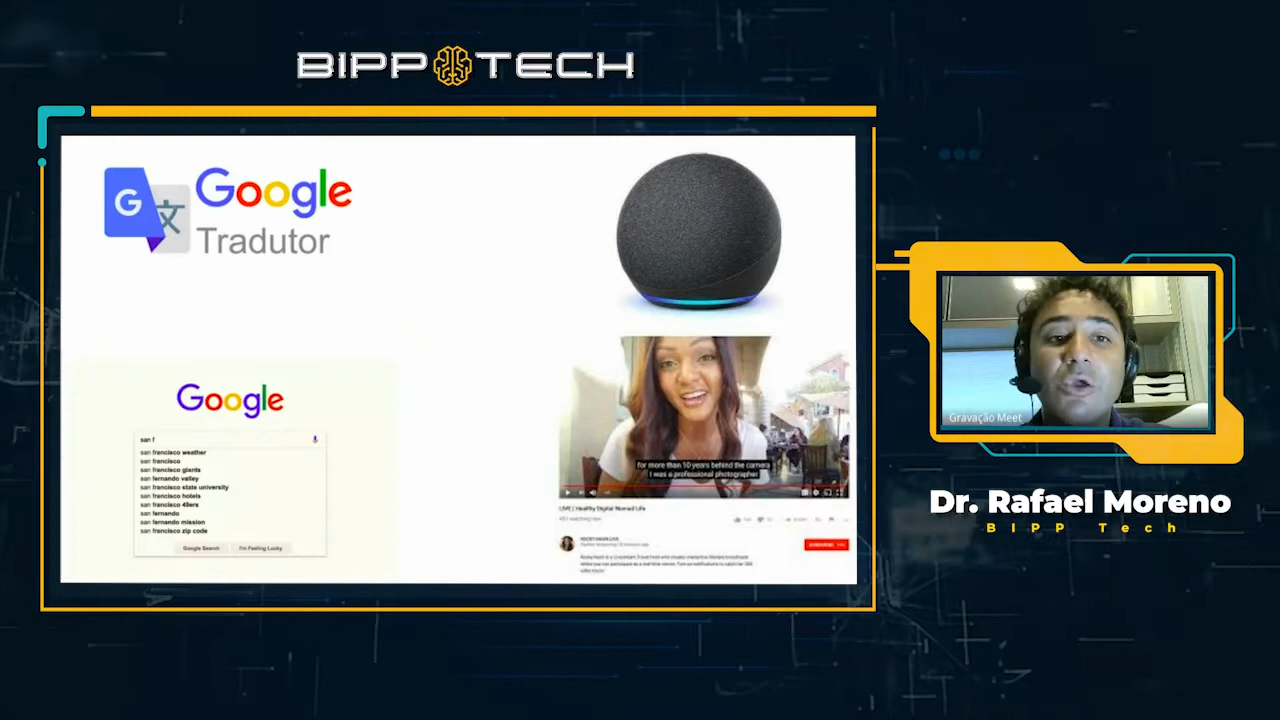 BIPP TECH
G 文
Google
Tradutor
Google
san f
san francisco weather
san francisco
san francisco giants
san fernando valley
san francisco state university
san francisco hotels
san francisco 49ers
san fernando
san fernando mission
san francisco zip code
Google Search
I'm Feeling Lucky
for more than 10 years behind the camera
I was a professional photographer
LIVE | Healthy Digital Nomad Life
Gravação Meet
Dr. Rafael Moreno
BIPP Tech